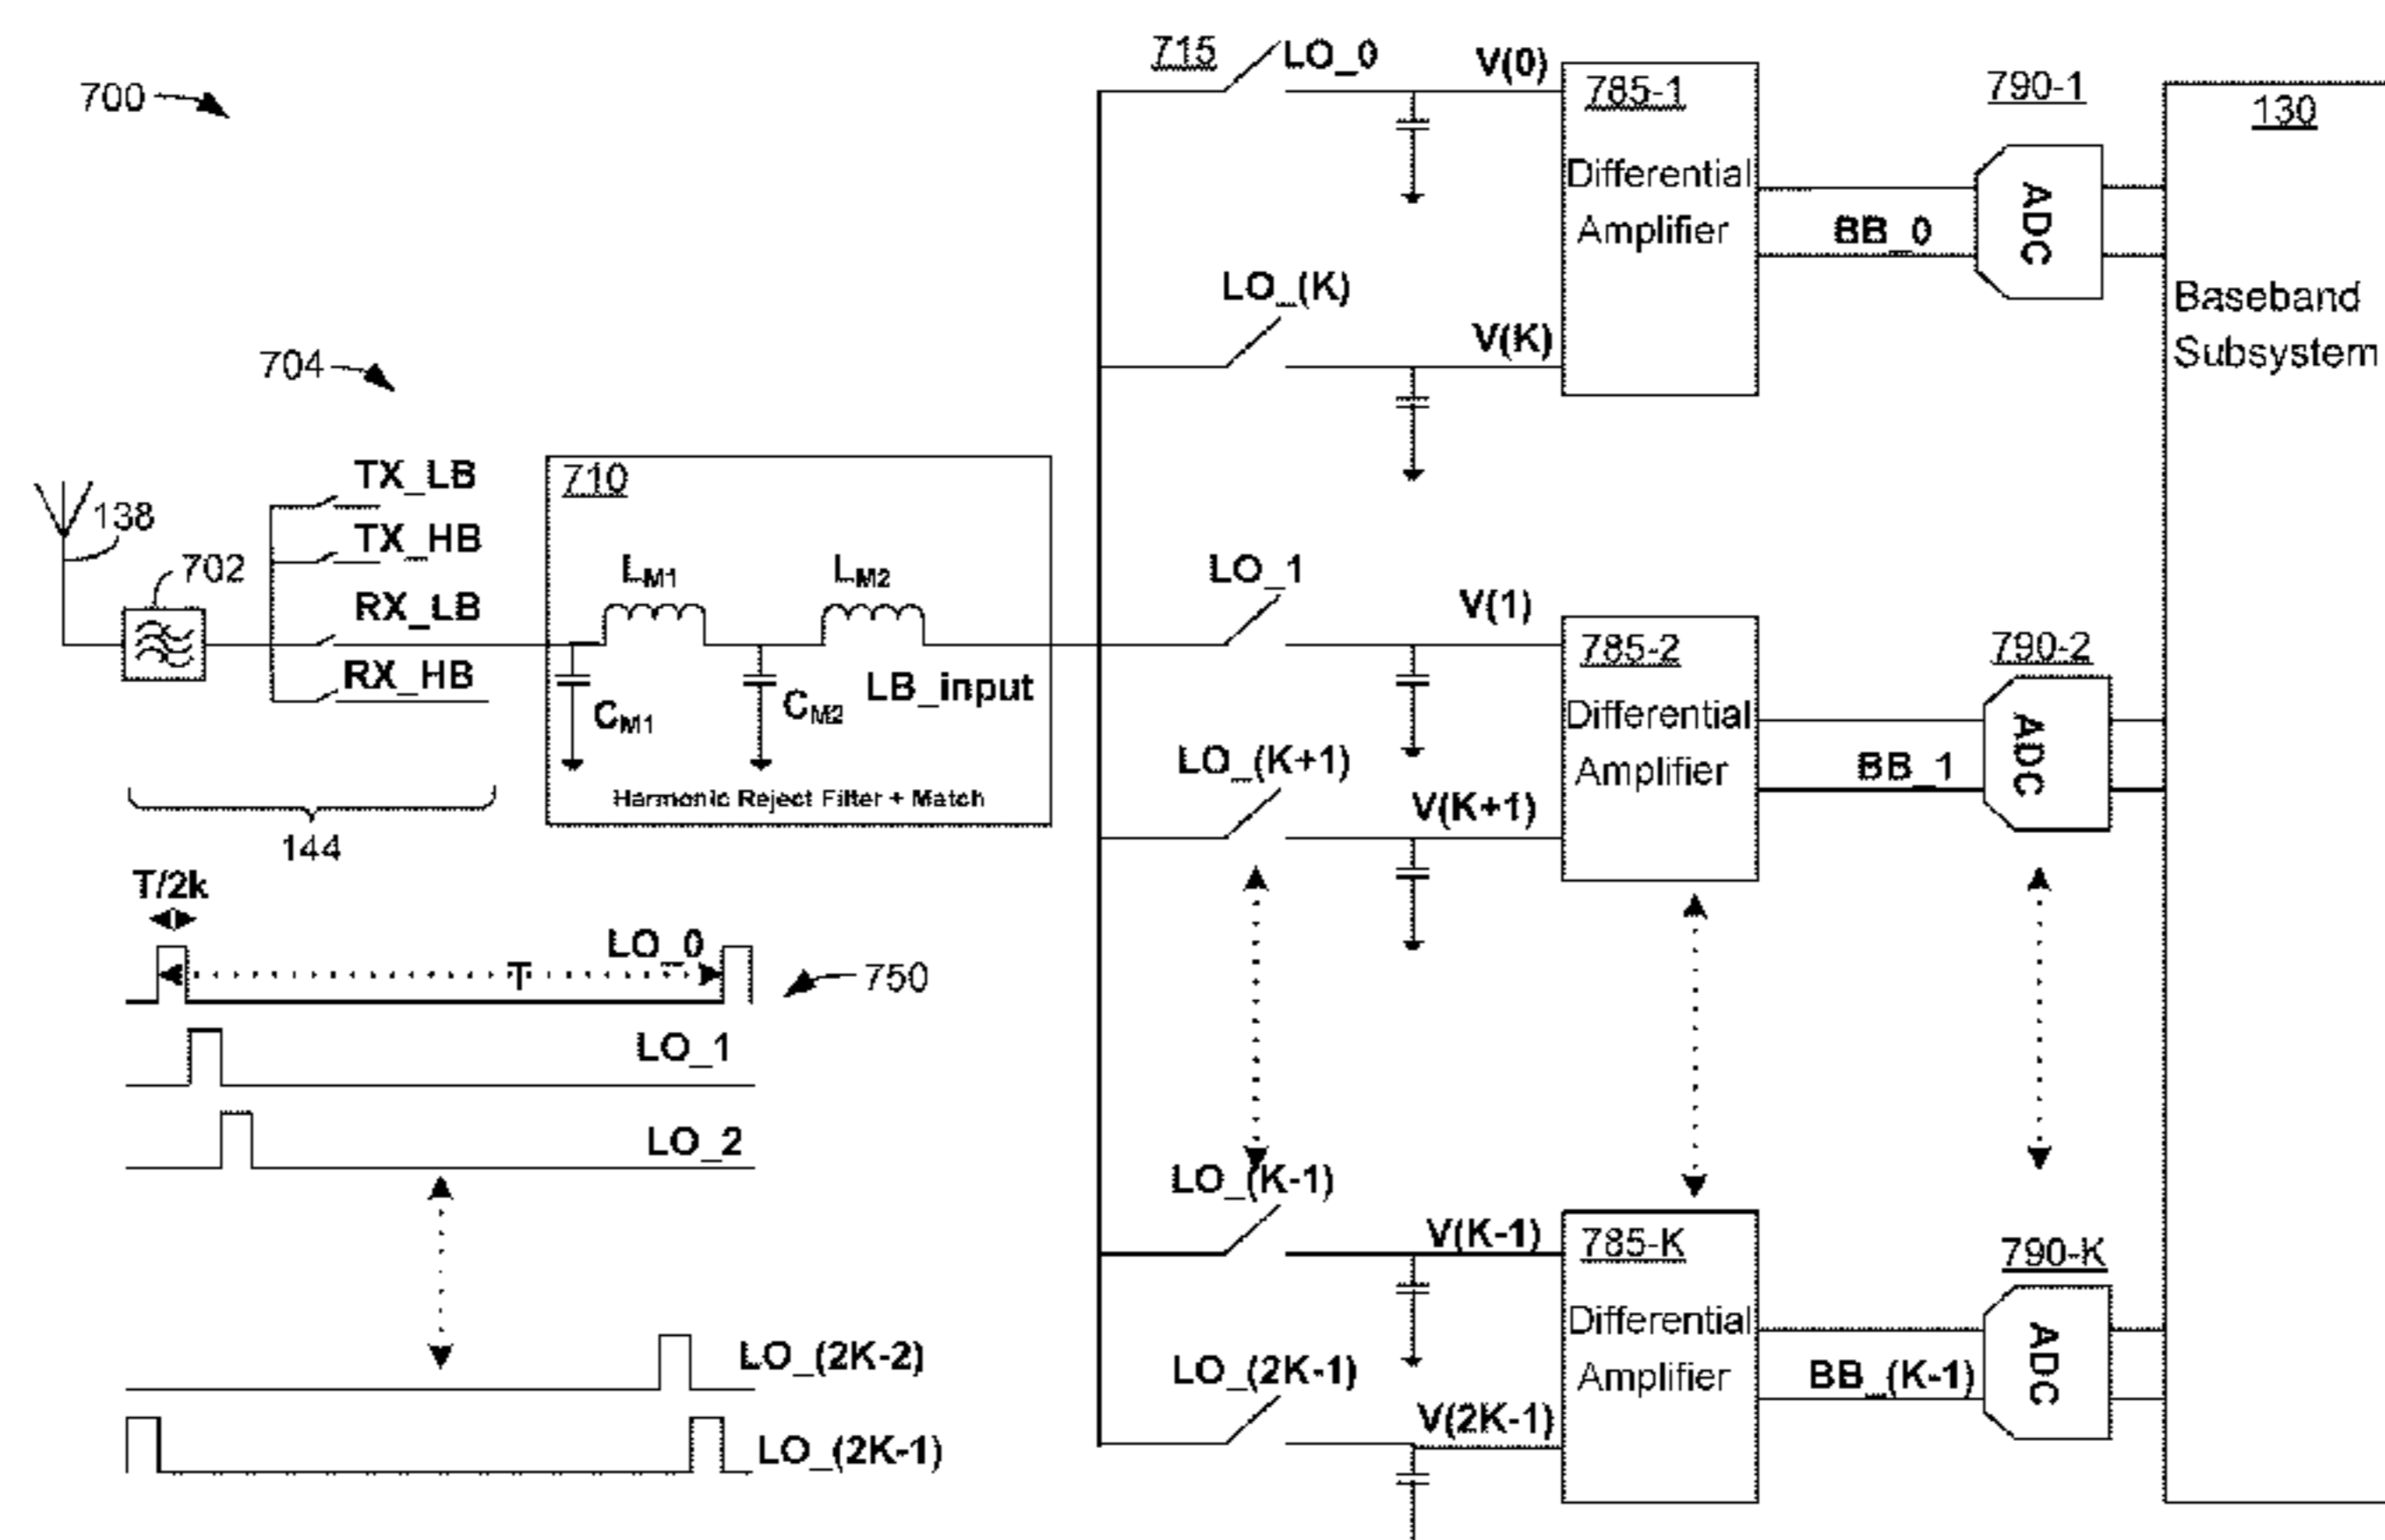 700
715
LO_0
V(0)
785-1
Differential
Amplifier
790-1
ADC
BB_0
130
Baseband
Subsystem
LO_(K)
V(K)
704
TX_LB
TX_HB
RX_LB
RX_HB
138
702
144
710
LM1
LM2
CM1
CM2
LB_input
Harmonic Reject Filter + Match
LO_1
V(1)
785-2
Differential
Amplifier
790-2
ADC
BB_1
LO_(K+1)
V(K+1)
T/2k
LO_0
T
750
LO_1
LO_2
LO_(2K-2)
LO_(2K-1)
LO_(K-1)
V(K-1)
785-K
Differential
Amplifier
790-K
ADC
BB_(K-1)
LO_(2K-1)
V(2K-1)